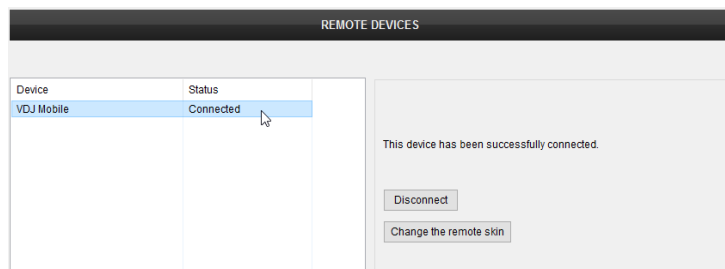 REMOTE DEVICES
Device Status
VDJ Mobile Connected
This device has been successfully connected.
Disconnect
Change the remote skin